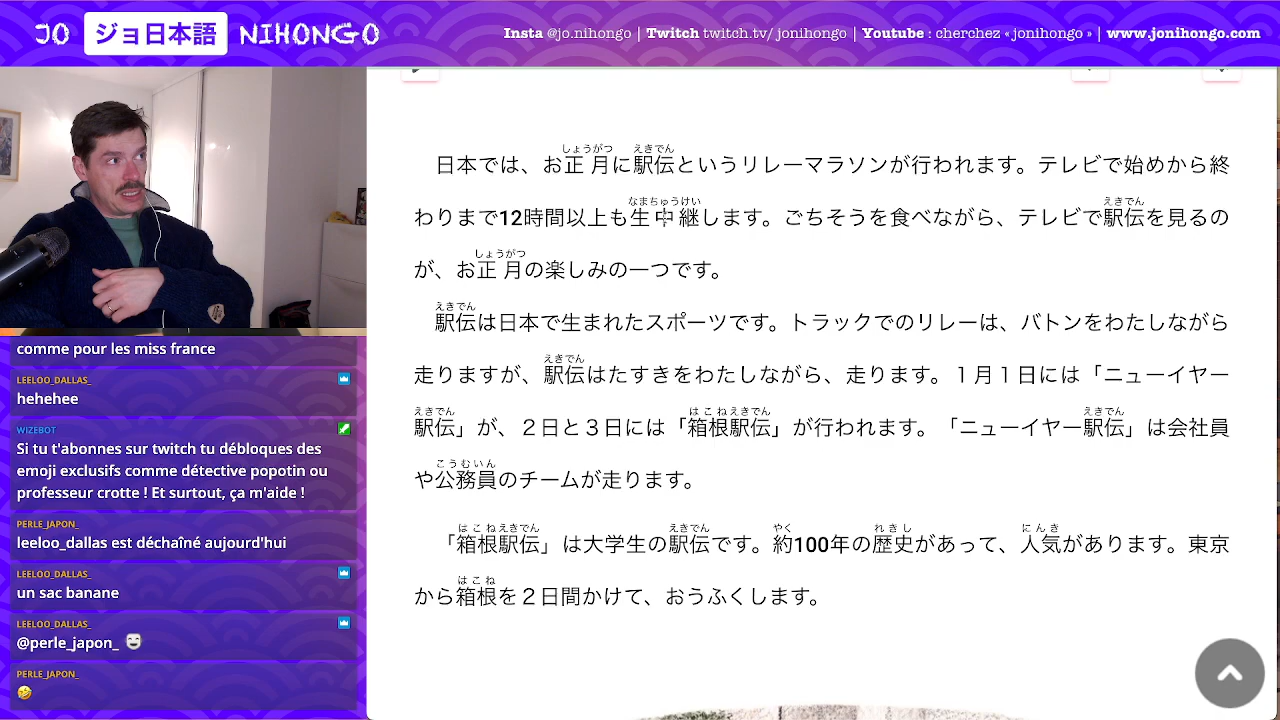 JO ジョ日本語 NIHONGO
Insta @jo.nihongo | Twitch twitch.tv/ jonihongo | Youtube : cherchez « jonihongo » | www.jonihongo.com
comme pour les miss france
LEELOO_DALLAS_
hehehee
WIZEBOT
Si tu t'abonnes sur twitch tu débloques des
emoji exclusifs comme détective popotin ou
professeur crotte ! Et surtout, ça m'aide !
PERLE_JAPON_
leeloo_dallas est déchaîné aujourd'hui
LEELOO_DALLAS_
un sac banane
LEELOO_DALLAS_
@perle_japon_
PERLE_JAPON_
しょうがつ えきでん
日本では、お正月に駅伝というリレーマラソンが行われます。テレビで始めから終
なまちゅうけい えきでん
わりまで12時間以上も生中継します。ごちそうを食べながら、テレビで駅伝を見るの
しょうがつ
が、お正月の楽しみの一つです。
えきでん
駅伝は日本で生まれたスポーツです。トラックでのリレーは、バトンをわたしながら
えきでん
走りますが、駅伝はたすきをわたしながら、走ります。１月１日には「ニューイヤー
えきでん はこねえきでん えきでん
駅伝」が、２日と３日には「箱根駅伝」が行われます。「ニューイヤー駅伝」は会社員
こうむいん
や公務員のチームが走ります。
はこねえきでん えきでん やく れきし にんき
「箱根駅伝」は大学生の駅伝です。約100年の歴史があって、人気があります。東京
はこね
から箱根を２日間かけて、おうふくします。